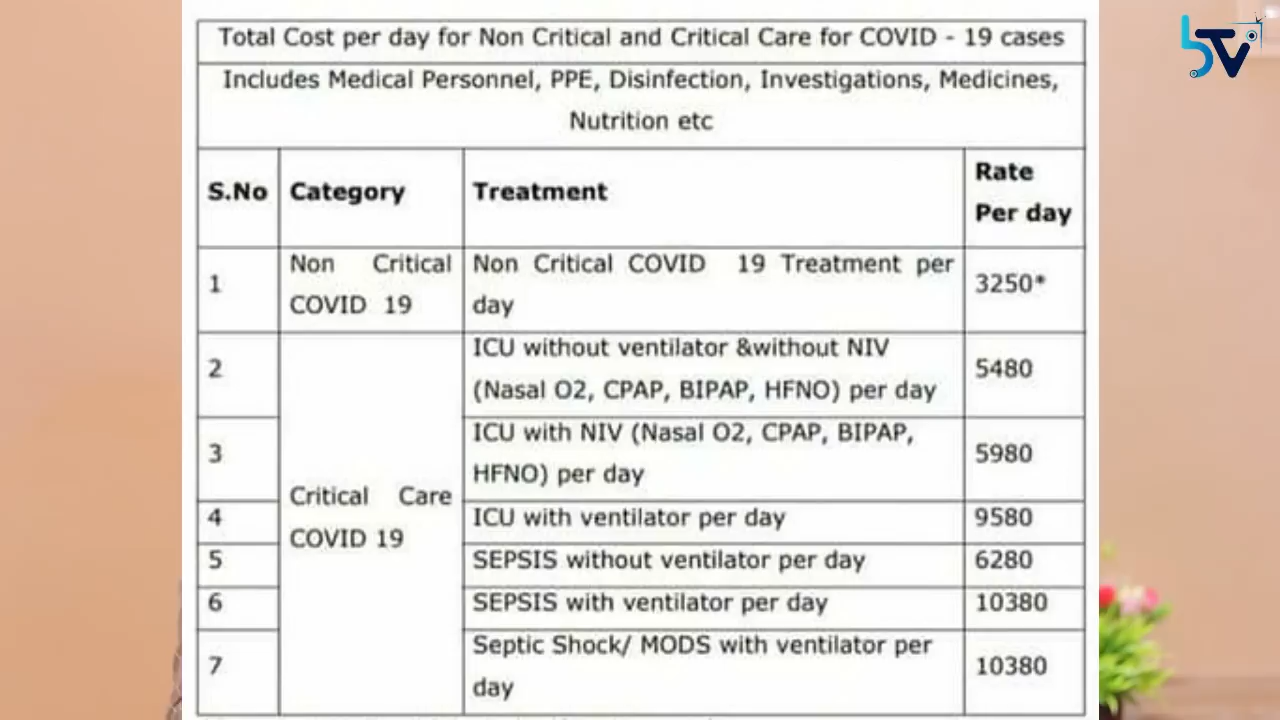 Total Cost per day for Non Critical and Critical Care for COVID - 19 cases
Includes Medical Personnel, PPE, Disinfection, Investigations, Medicines,
Nutrition etc
S.No Category Treatment Rate
Per day
1 Non Critical COVID 19 Non Critical COVID 19 Treatment per
day 3250*
2 ICU without ventilator &without NIV
(Nasal O2, CPAP, BIPAP, HFNO) per day 5480
3 ICU with NIV (Nasal O2, CPAP, BIPAP,
HFNO) per day 5980
Critical Care
COVID 19
4 ICU with ventilator per day 9580
5 SEPSIS without ventilator per day 6280
6 SEPSIS with ventilator per day 10380
7 Septic Shock/ MODS with ventilator per
day 10380
bTV